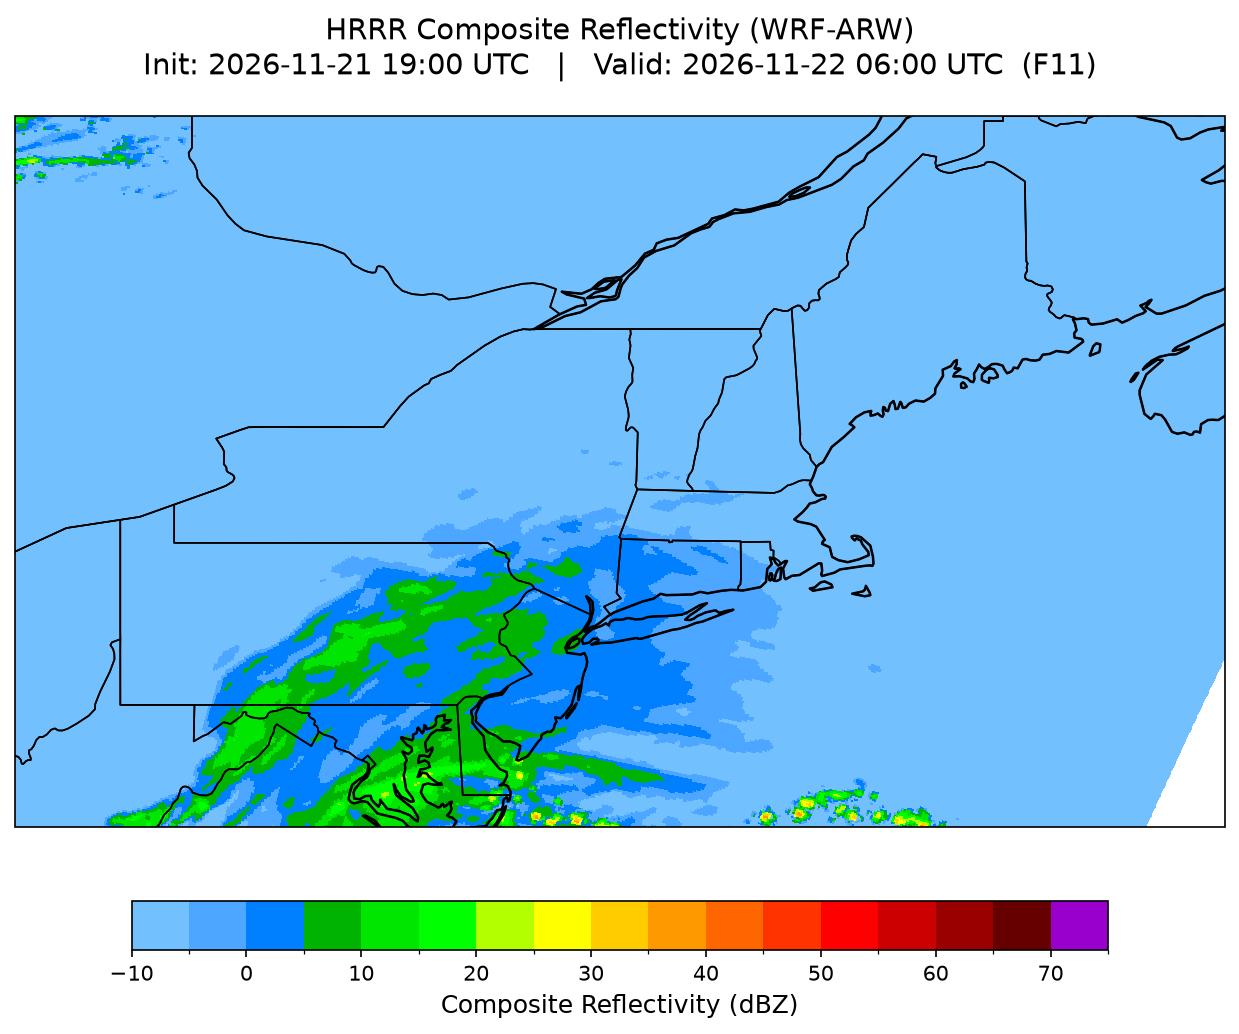 HRRR Composite Reflectivity (WRF-ARW)
Init: 2026-11-21 19:00 UTC | Valid: 2026-11-22 06:00 UTC (F11)
−10 0 10 20 30 40 50 60 70
Composite Reflectivity (dBZ)